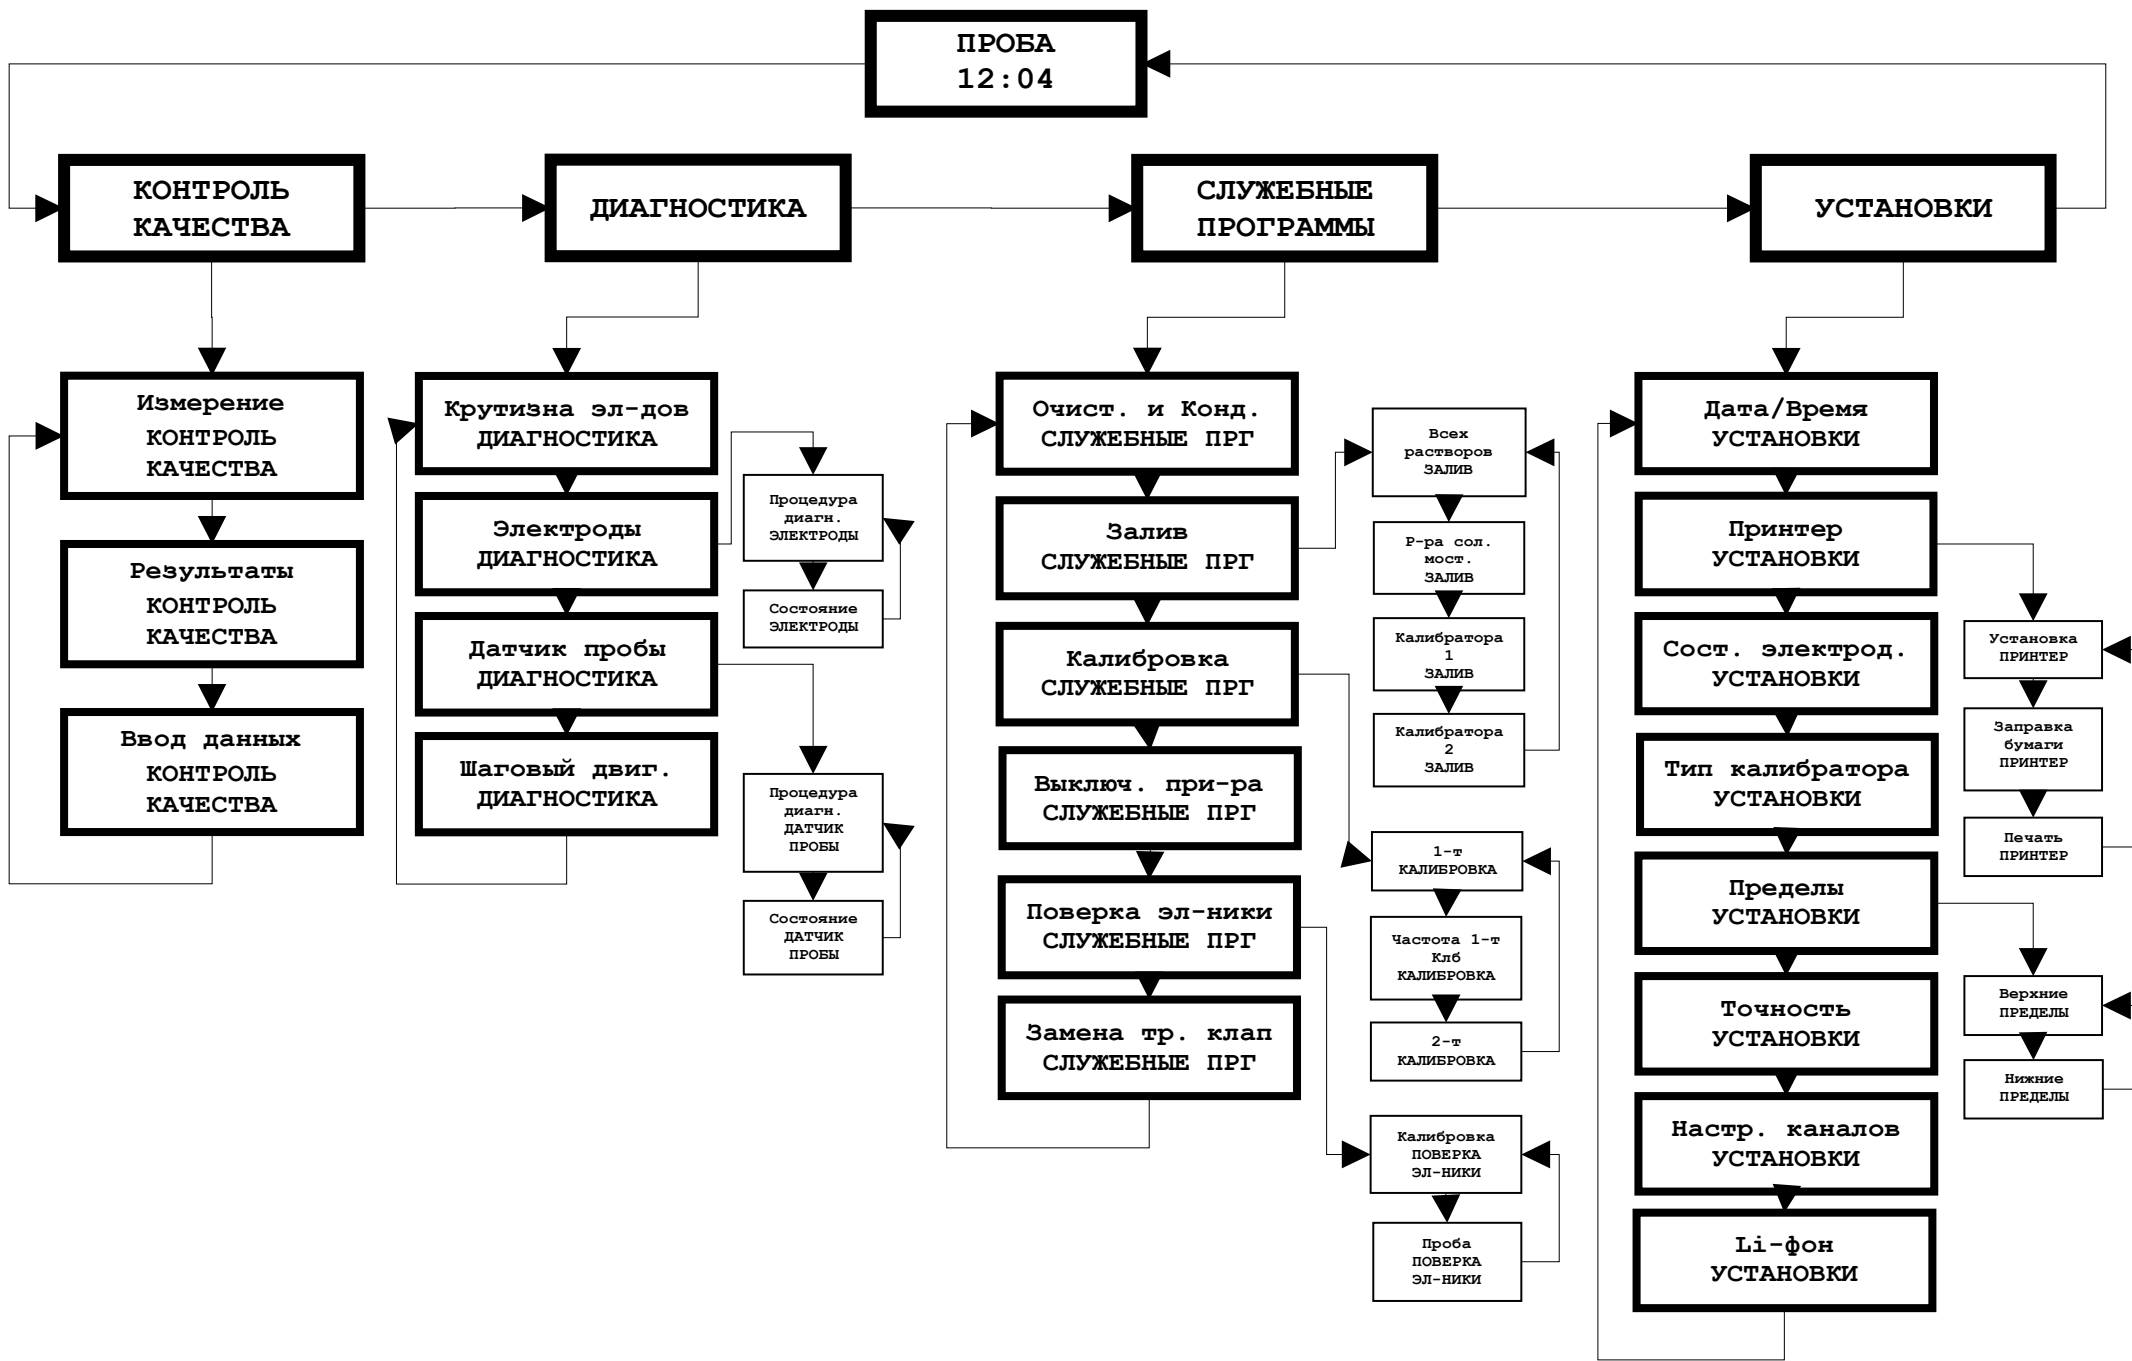 ПРОБА
12:04
КОНТРОЛЬ
КАЧЕСТВА
ДИАГНОСТИКА
СЛУЖЕБНЫЕ
ПРОГРАММЫ
УСТАНОВКИ
Измерение
КОНТРОЛЬ
КАЧЕСТВА
Результаты
КОНТРОЛЬ
КАЧЕСТВА
Ввод данных
КОНТРОЛЬ
КАЧЕСТВА
Крутизна эл-дов
ДИАГНОСТИКА
Электроды
ДИАГНОСТИКА
Датчик пробы
ДИАГНОСТИКА
Шаговый двиг.
ДИАГНОСТИКА
Процедура
диагн.
ЭЛЕКТРОДЫ
Состояние
ЭЛЕКТРОДЫ
Процедура
диагн.
ДАТЧИК
ПРОБЫ
Состояние
ДАТЧИК
ПРОБЫ
Очист. и Конд.
СЛУЖЕБНЫЕ ПРГ
Залив
СЛУЖЕБНЫЕ ПРГ
Калибровка
СЛУЖЕБНЫЕ ПРГ
Выключ. при-ра
СЛУЖЕБНЫЕ ПРГ
Поверка эл-ники
СЛУЖЕБНЫЕ ПРГ
Замена тр. клап
СЛУЖЕБНЫЕ ПРГ
Всех
растворов
ЗАЛИВ
Р-ра сол.
мост.
ЗАЛИВ
Калибратора
1
ЗАЛИВ
Калибратора
2
ЗАЛИВ
1-т
КАЛИБРОВКА
Частота 1-т
Клб
КАЛИБРОВКА
2-т
КАЛИБРОВКА
Калибровка
ПОВЕРКА
ЭЛ-НИКИ
Проба
ПОВЕРКА
ЭЛ-НИКИ
Дата/Время
УСТАНОВКИ
Принтер
УСТАНОВКИ
Сост. электрод.
УСТАНОВКИ
Тип калибратора
УСТАНОВКИ
Пределы
УСТАНОВКИ
Точность
УСТАНОВКИ
Настр. каналов
УСТАНОВКИ
Li-фон
УСТАНОВКИ
Установка
ПРИНТЕР
Заправка
бумаги
ПРИНТЕР
Печать
ПРИНТЕР
Верхние
ПРЕДЕЛЫ
Нижние
ПРЕДЕЛЫ